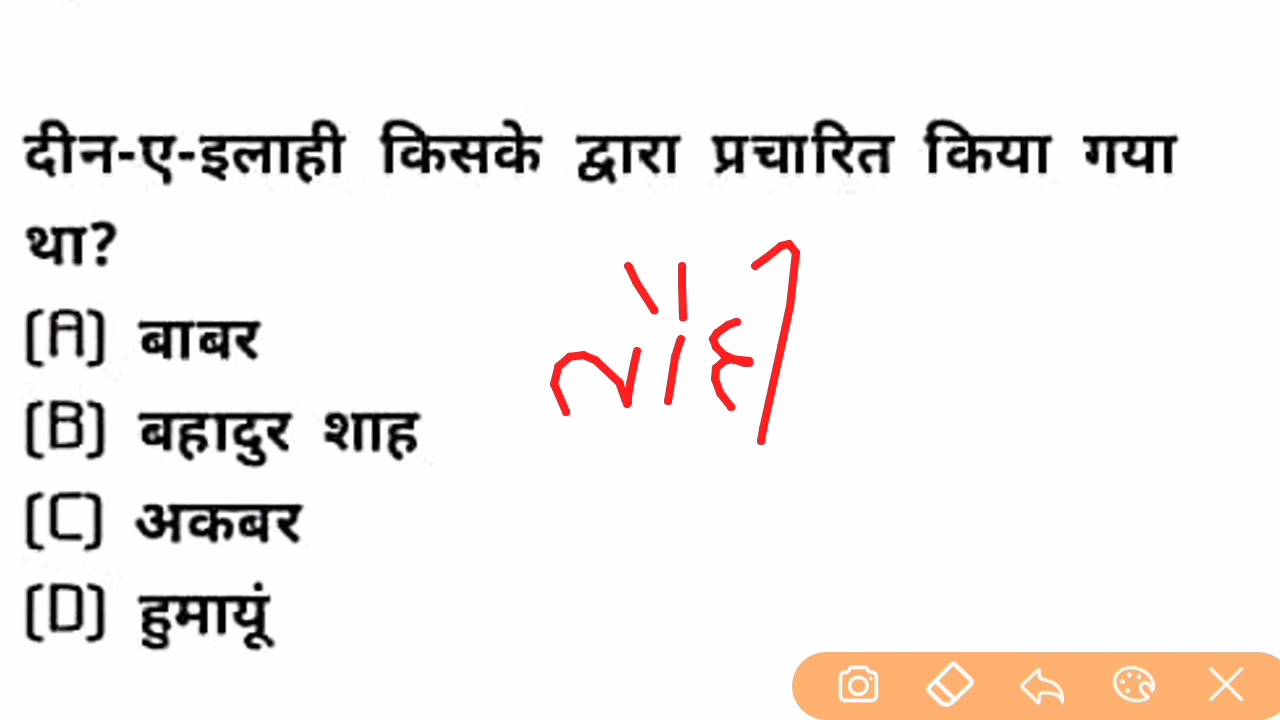 दीन-ए-इलाही किसके द्वारा प्रचारित किया गया
था?
(A) बाबर
(B) बहादुर शाह
(C) अकबर
(D) हुमायूं